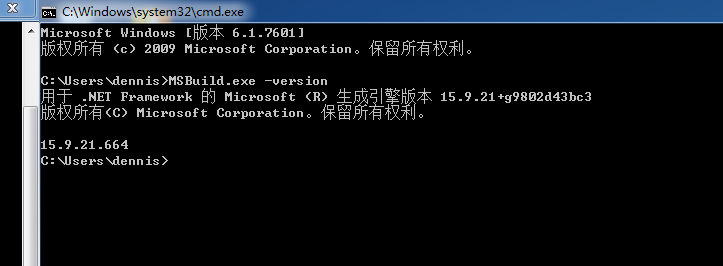 C:\Windows\system32\cmd.exe
Microsoft Windows [版本 6.1.7601]
版权所有 (c) 2009 Microsoft Corporation。保留所有权利。
C:\Users\dennis>MSBuild.exe -version
用于 .NET Framework 的 Microsoft (R) 生成引擎版本 15.9.21+g9802d43bc3
版权所有(C) Microsoft Corporation。保留所有权利。
15.9.21.664
C:\Users\dennis>